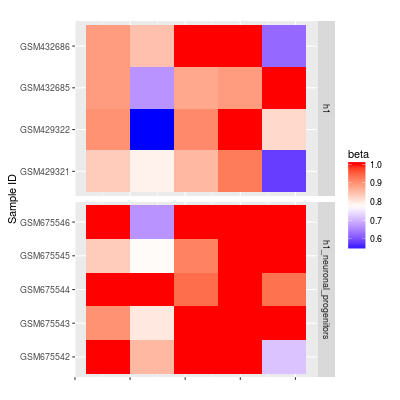 GSM432686
GSM432685
GSM429322
GSM429321
h1
GSM675546
GSM675545
GSM675544
GSM675543
GSM675542
h1_neuronal_progenitors
Sample ID
beta
1.0
0.9
0.8
0.7
0.6